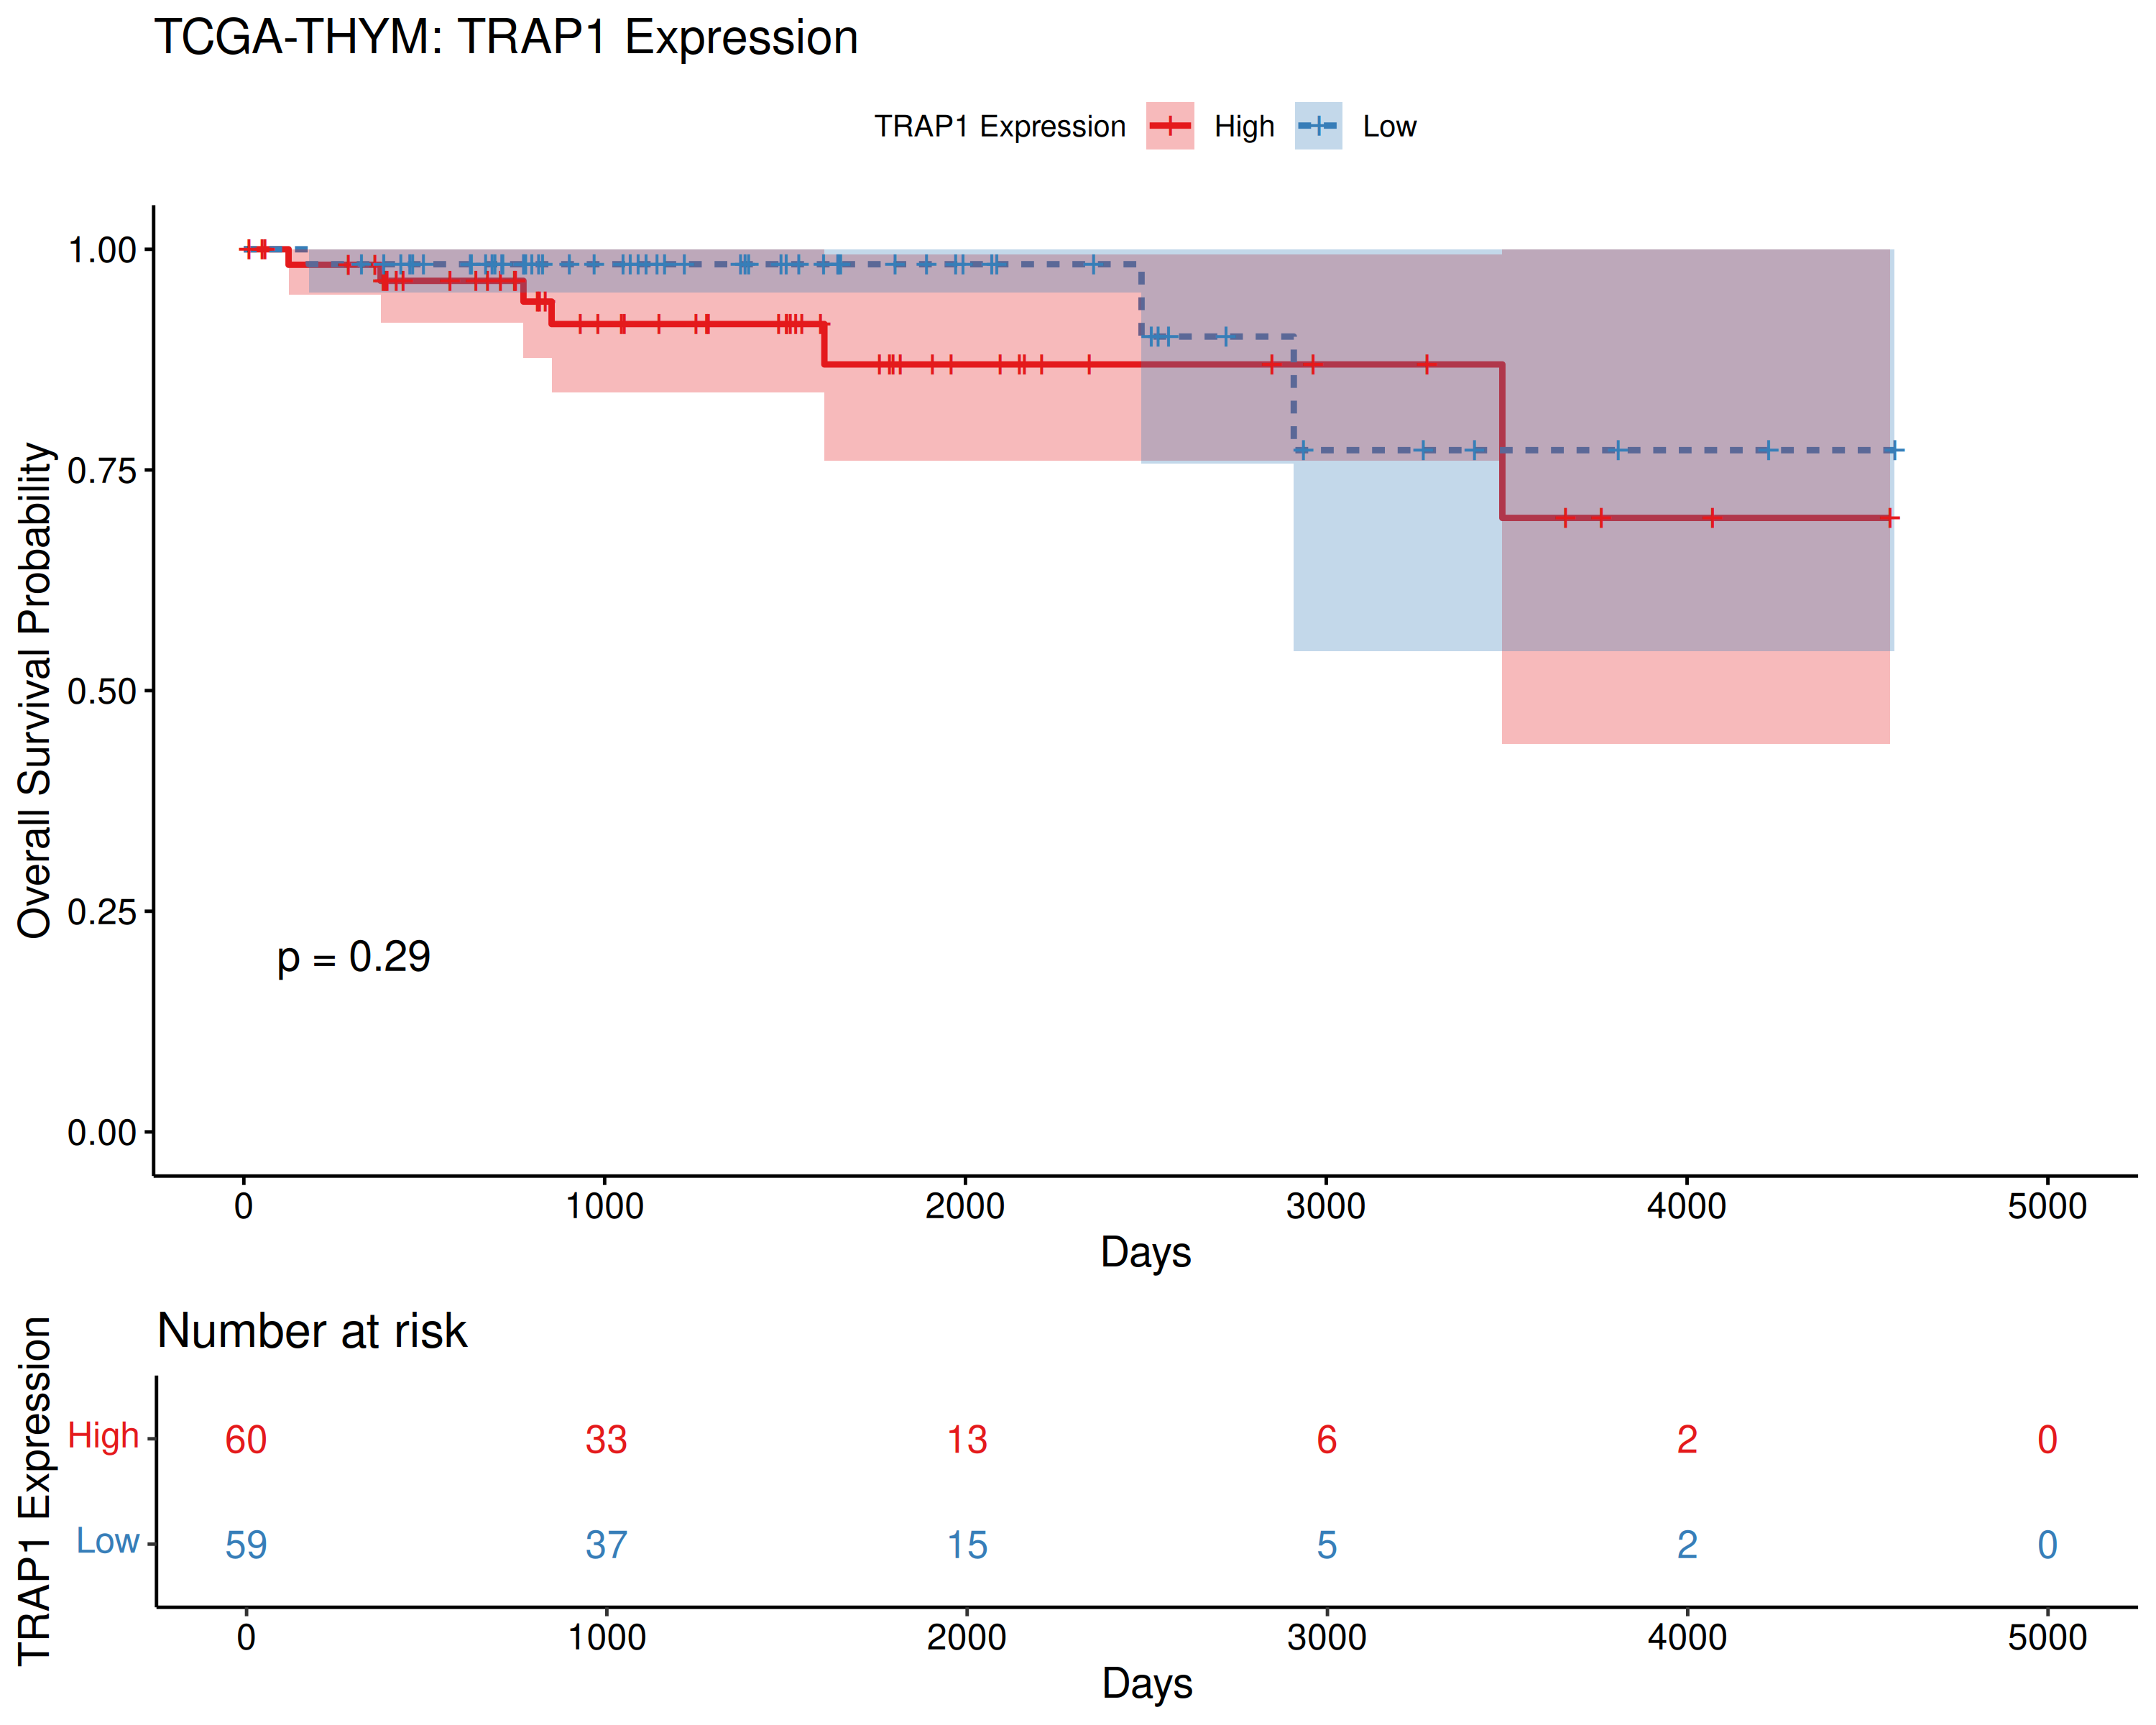 TCGA-THYM: TRAP1 Expression
TRAP1 Expression High Low
Overall Survival Probability
1.00
0.75
0.50
0.25
0.00
p = 0.29
0 1000 2000 3000 4000 5000
Days
Number at risk
TRAP1 Expression
High 60 33 13 6 2 0
Low 59 37 15 5 2 0
0 1000 2000 3000 4000 5000
Days